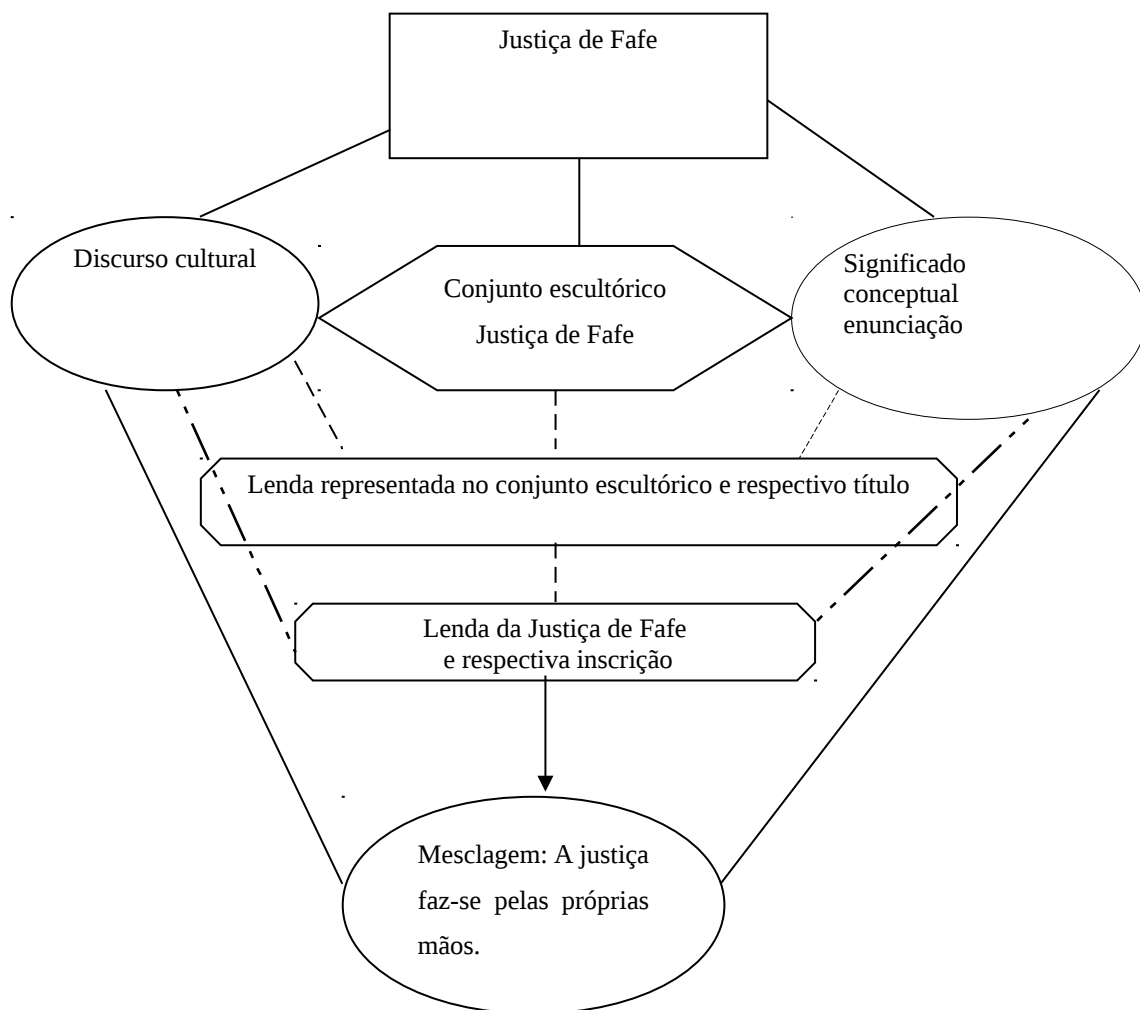 Justiça de Fafe
Discurso cultural
Conjunto escultórico
Justiça de Fafe
Significado
conceptual
enunciação
Lenda representada no conjunto escultórico e respectivo título
Lenda da Justiça de Fafe
e respectiva inscrição
Mesclagem: A justiça
faz-se pelas próprias
mãos.